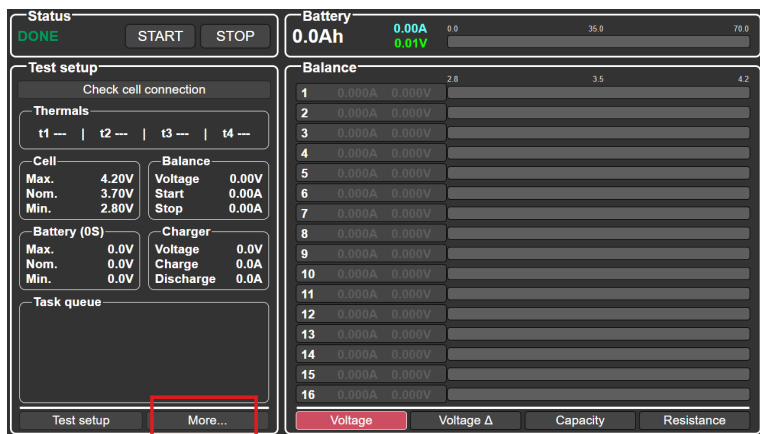 Status
DONE START STOP
Test setup
Check cell connection
Thermals
t1 --- | t2 --- | t3 --- | t4 ---
Cell
Max. 4.20V
Nom. 3.70V
Min. 2.80V
Balance
Voltage 0.00V
Start 0.00A
Stop 0.00A
Battery (0S)
Max. 0.0V
Nom. 0.0V
Min. 0.0V
Charger
Voltage 0.0V
Charge 0.0A
Discharge 0.0A
Task queue
Test setup More...
Battery
0.0Ah 0.00A 0.01V
0.0 35.0 70.0
Balance
2.8 3.5 4.2
1 0.000A 0.000V
2 0.000A 0.000V
3 0.000A 0.000V
4 0.000A 0.000V
5 0.000A 0.000V
6 0.000A 0.000V
7 0.000A 0.000V
8 0.000A 0.000V
9 0.000A 0.000V
10 0.000A 0.000V
11 0.000A 0.000V
12 0.000A 0.000V
13 0.000A 0.000V
14 0.000A 0.000V
15 0.000A 0.000V
16 0.000A 0.000V
Voltage Voltage Δ Capacity Resistance